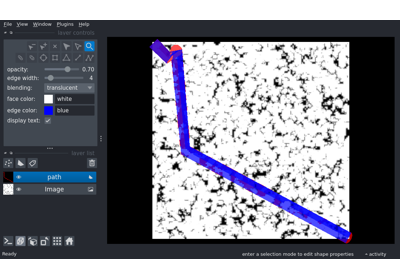 File View Window Plugins Help
layer controls
opacity: 0.70
edge width: 4
blending: translucent
face color: white
edge color: blue
display text:
layer list
path
Image
Ready
enter a selection mode to edit shape properties
activity